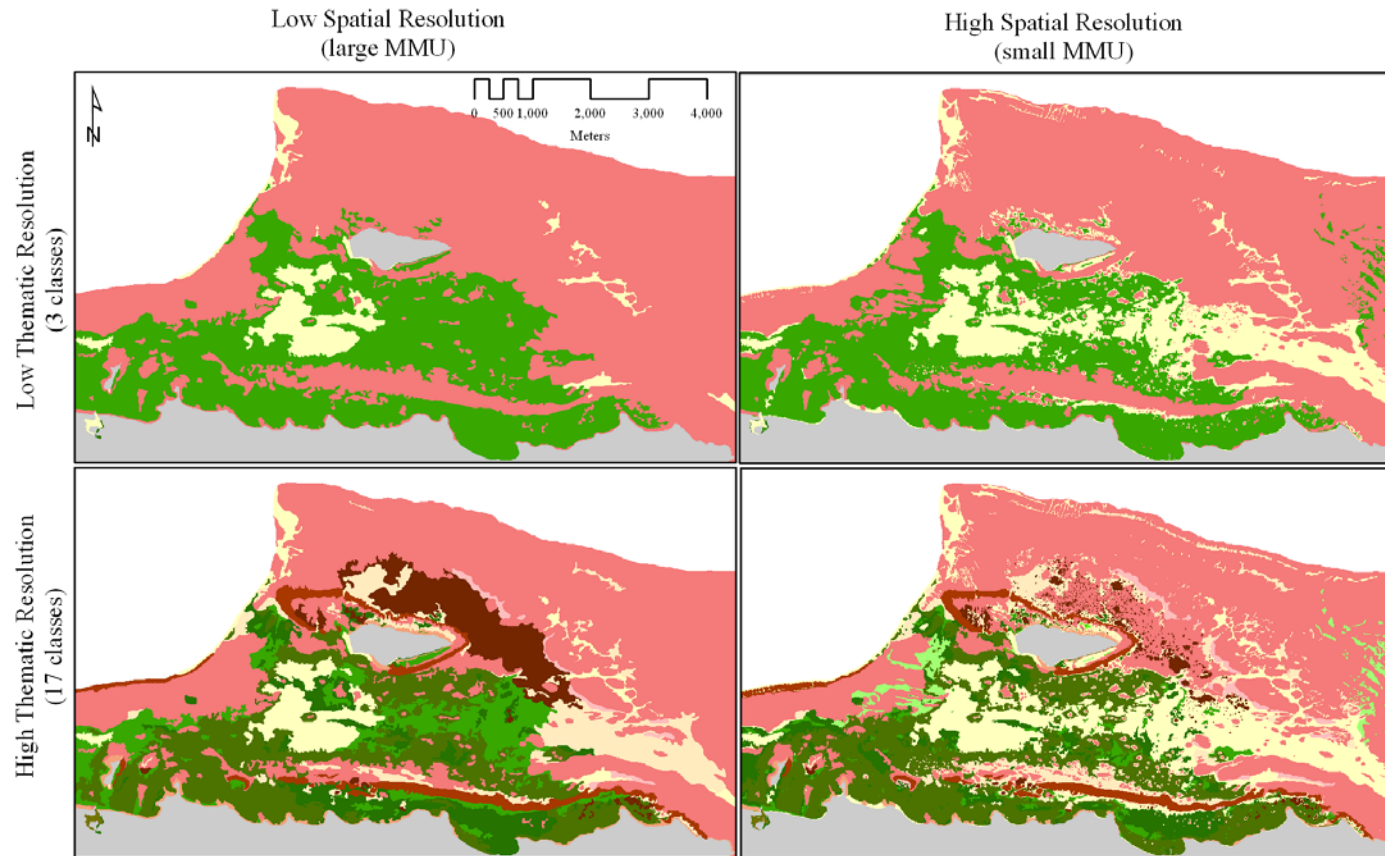 Low Spatial Resolution
(large MMU)
High Spatial Resolution
(small MMU)
Low Thematic Resolution
(3 classes)
N
0 500 1,000 2,000 3,000 4,000
Meters
High Thematic Resolution
(17 classes)